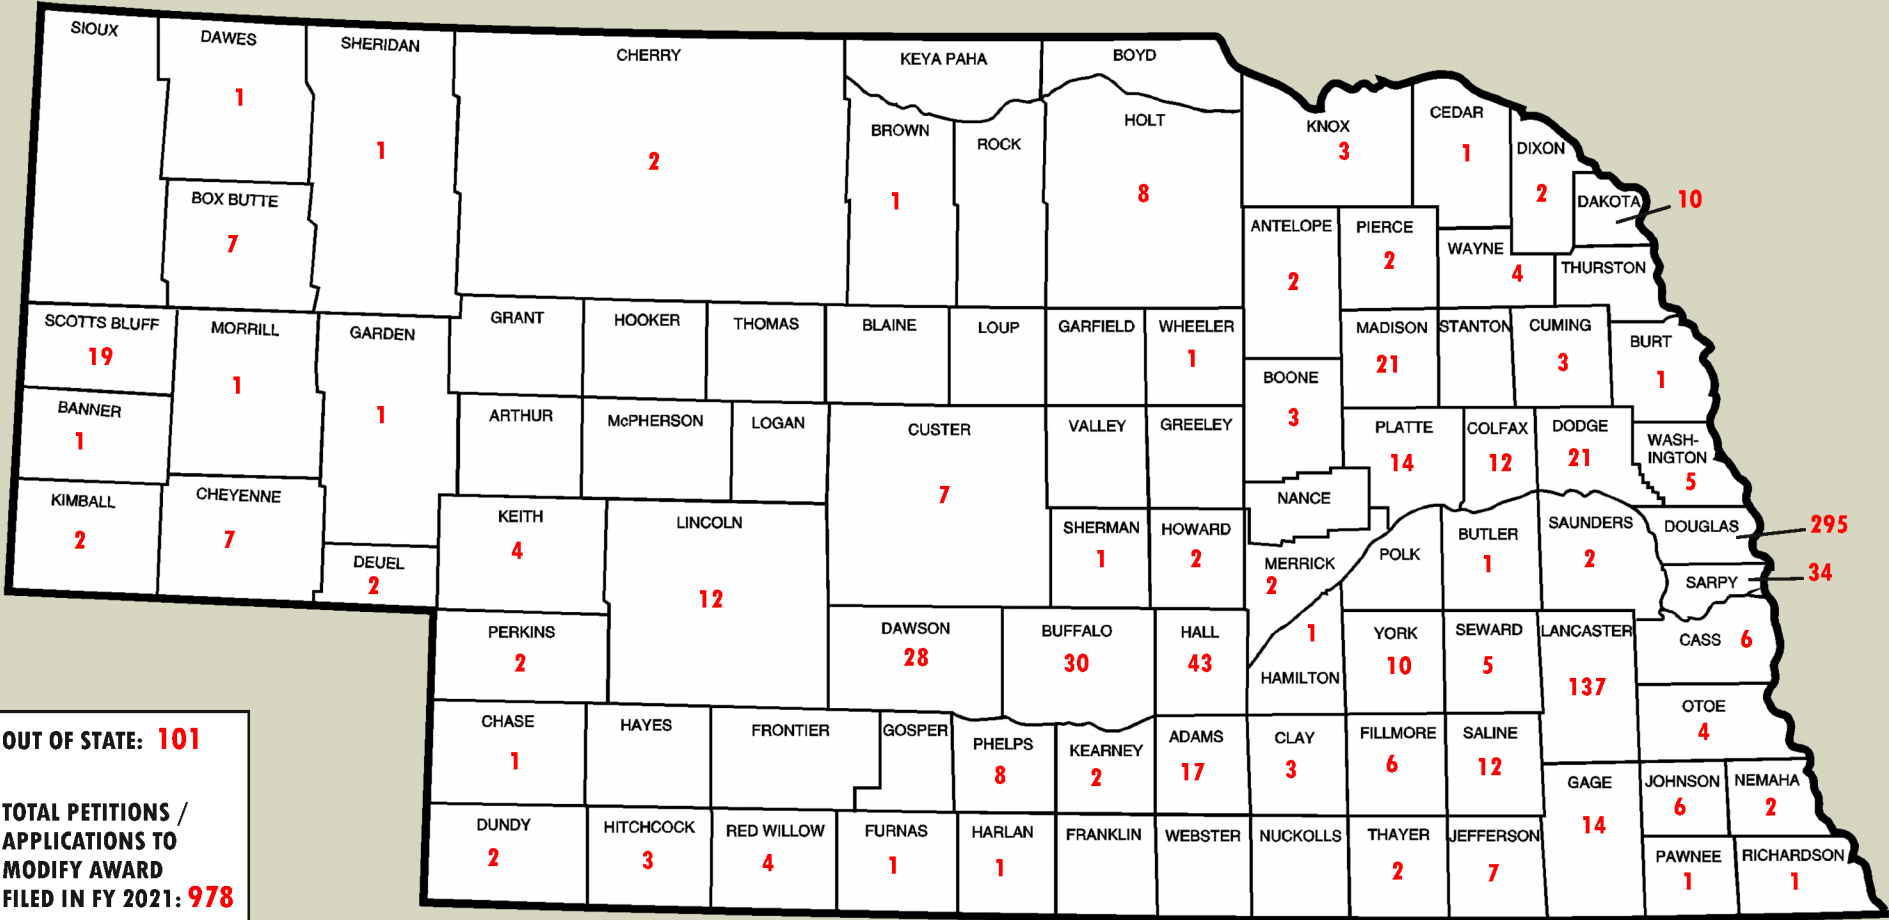 SIOUX
DAWES
1
SHERIDAN
1
CHERRY
2
KEYA PAHA
BOYD
BROWN
1
ROCK
HOLT
8
KNOX
3
CEDAR
1
DIXON
2
DAKOTA
10
BOX BUTTE
7
ANTELOPE
2
PIERCE
2
WAYNE
4
THURSTON
SCOTTS BLUFF
19
MORRILL
1
GARDEN
1
GRANT
HOOKER
THOMAS
BLAINE
LOUP
GARFIELD
WHEELER
1
BOONE
3
MADISON
21
STANTON
CUMING
3
BURT
1
BANNER
1
ARTHUR
McPHERSON
LOGAN
CUSTER
7
VALLEY
GREELEY
PLATTE
14
COLFAX
12
DODGE
21
WASH-
INGTON
5
KIMBALL
2
CHEYENNE
7
DEUEL
2
KEITH
4
LINCOLN
12
SHERMAN
1
HOWARD
2
NANCE
MERRICK
2
POLK
BUTLER
1
SAUNDERS
2
DOUGLAS
295
SARPY
34
PERKINS
2
DAWSON
28
BUFFALO
30
HALL
43
1
HAMILTON
YORK
10
SEWARD
5
LANCASTER
137
CASS 6
OTOE
4
CHASE
1
HAYES
FRONTIER
GOSPER
PHELPS
8
KEARNEY
2
ADAMS
17
CLAY
3
FILLMORE
6
SALINE
12
GAGE
14
JOHNSON
6
NEMAHA
2
DUNDY
2
HITCHCOCK
3
RED WILLOW
4
FURNAS
1
HARLAN
1
FRANKLIN
WEBSTER
NUCKOLLS
THAYER
2
JEFFERSON
7
PAWNEE
1
RICHARDSON
1
OUT OF STATE: 101
TOTAL PETITIONS /
APPLICATIONS TO
MODIFY AWARD
FILED IN FY 2021: 978